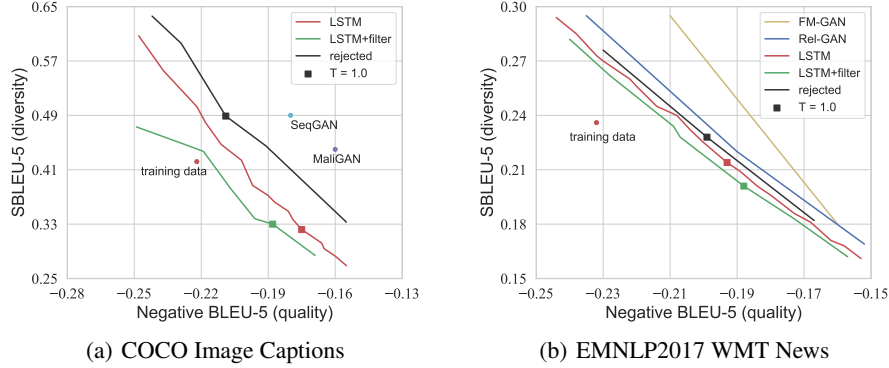 0.65
0.57
0.49
0.41
0.33
0.25
SBLEU-5 (diversity)
LSTM
LSTM+filter
rejected
T = 1.0
SeqGAN
MaliGAN
training data
−0.28
−0.25
−0.22
−0.19
−0.16
−0.13
Negative BLEU-5 (quality)
(a) COCO Image Captions
0.30
0.27
0.24
0.21
0.18
0.15
SBLEU-5 (diversity)
FM-GAN
Rel-GAN
LSTM
LSTM+filter
rejected
T = 1.0
training data
−0.25
−0.23
−0.21
−0.19
−0.17
−0.15
Negative BLEU-5 (quality)
(b) EMNLP2017 WMT News